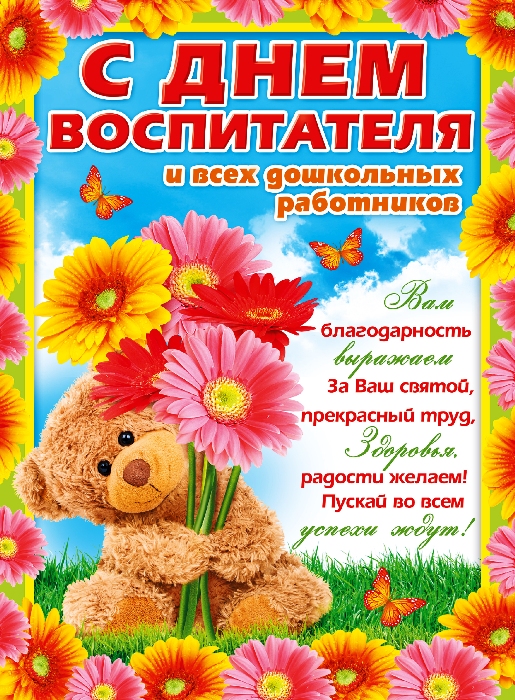 С ДНЕМ
ВОСПИТАТЕЛЯ
и всех дошкольных
работников
Вам
благодарность
выражаем
За Ваш святой,
прекрасный труд,
Здоровья,
радости желаем!
Пускай во всем
успехи ждут!